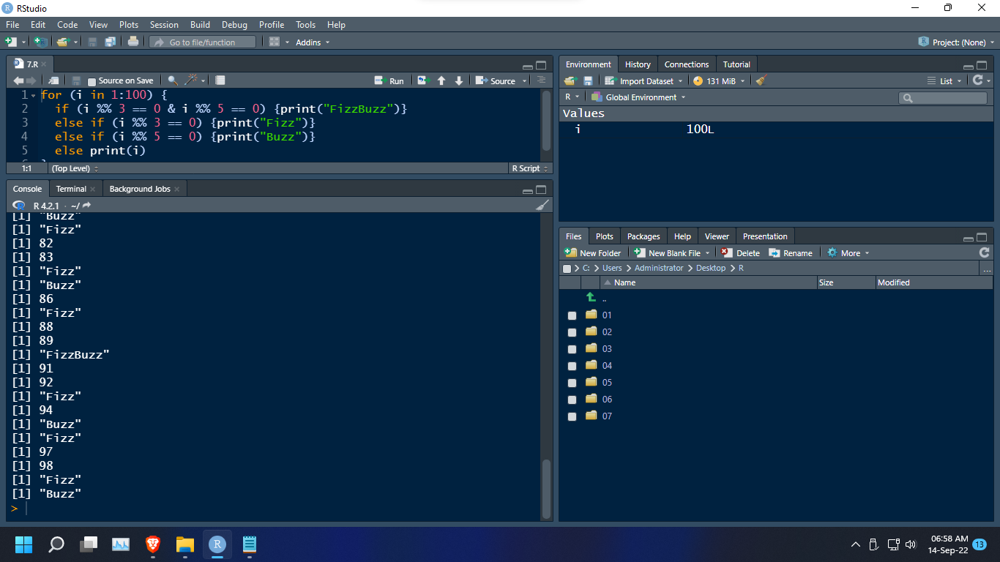 RStudio
File Edit Code View Plots Session Build Debug Profile Tools Help
Go to file/function Addins Project: (None)
7.R
Source on Save Run Source
1 for (i in 1:100) {
2 if (i %% 3 == 0 & i %% 5 == 0) {print("FizzBuzz")}
3 else if (i %% 3 == 0) {print("Fizz")}
4 else if (i %% 5 == 0) {print("Buzz")}
5 else print(i)
1:1 (Top Level) R Script
Console Terminal Background Jobs
R 4.2.1 · ~/
[1] "Buzz"
[1] "Fizz"
[1] 82
[1] 83
[1] "Fizz"
[1] "Buzz"
[1] 86
[1] "Fizz"
[1] 88
[1] 89
[1] "FizzBuzz"
[1] 91
[1] 92
[1] "Fizz"
[1] 94
[1] "Buzz"
[1] "Fizz"
[1] 97
[1] 98
[1] "Fizz"
[1] "Buzz"
>
Environment History Connections Tutorial
Import Dataset 131 MiB List
R Global Environment
Values
i 100L
Files Plots Packages Help Viewer Presentation
New Folder New Blank File Delete Rename More
C: > Users > Administrator > Desktop > R ...
Name Size Modified
..
01
02
03
04
05
06
07
06:58 AM
14-Sep-22 13